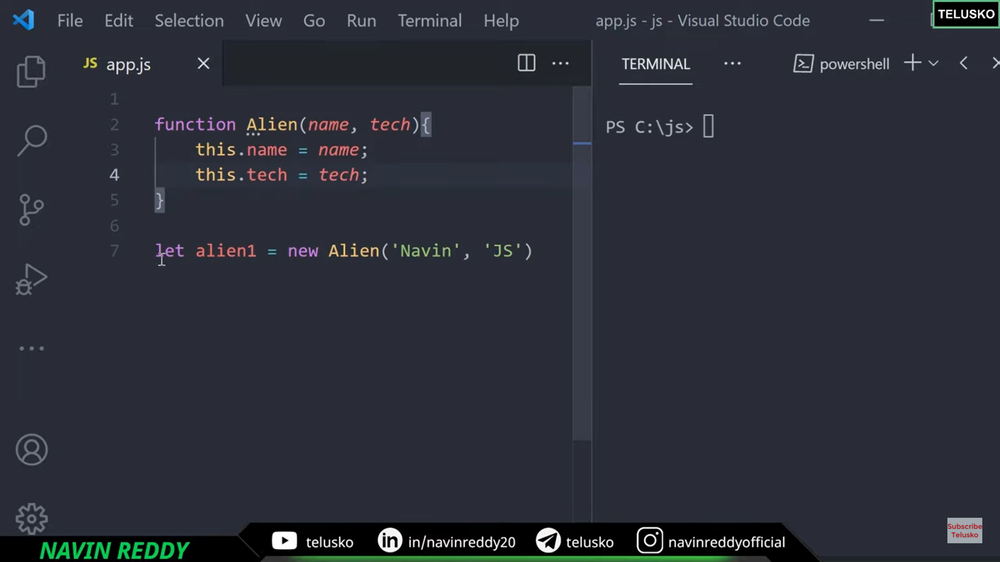 File Edit Selection View Go Run Terminal Help app.js - js - Visual Studio Code TELUSKO
JS app.js
TERMINAL powershell
1
2 function Alien(name, tech){
3 this.name = name;
4 this.tech = tech;
5 }
6
7 let alien1 = new Alien('Navin', 'JS')
PS C:\js>
Subscribe
Telusko
NAVIN REDDY
telusko in in/navinreddy20 telusko navinreddyofficial